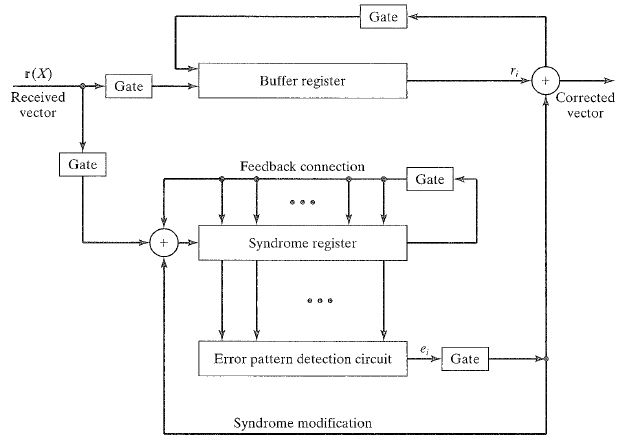 Gate
r(X)
Received
vector
Gate
Buffer register
r_i
+
Corrected
vector
Gate
Feedback connection
Gate
+
Syndrome register
Error pattern detection circuit
e_i
Gate
Syndrome modification